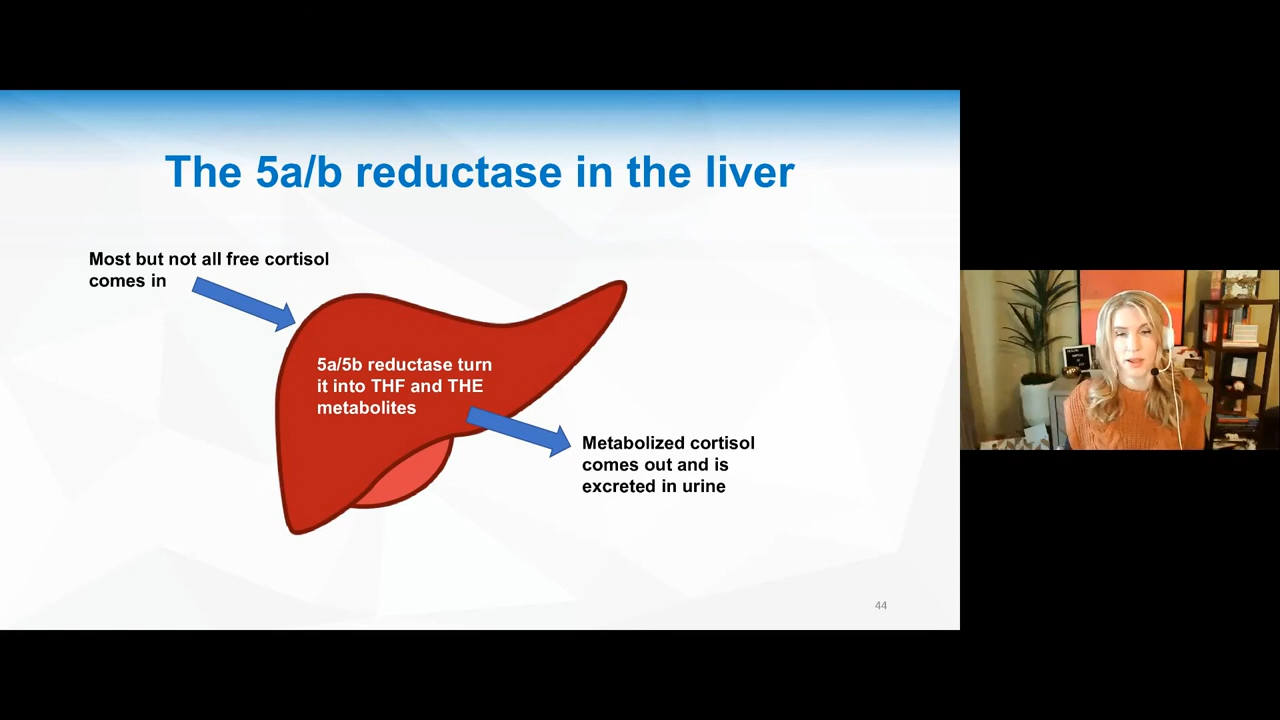 The 5a/b reductase in the liver
Most but not all free cortisol
comes in
5a/5b reductase turn
it into THF and THE
metabolites
Metabolized cortisol
comes out and is
excreted in urine
44